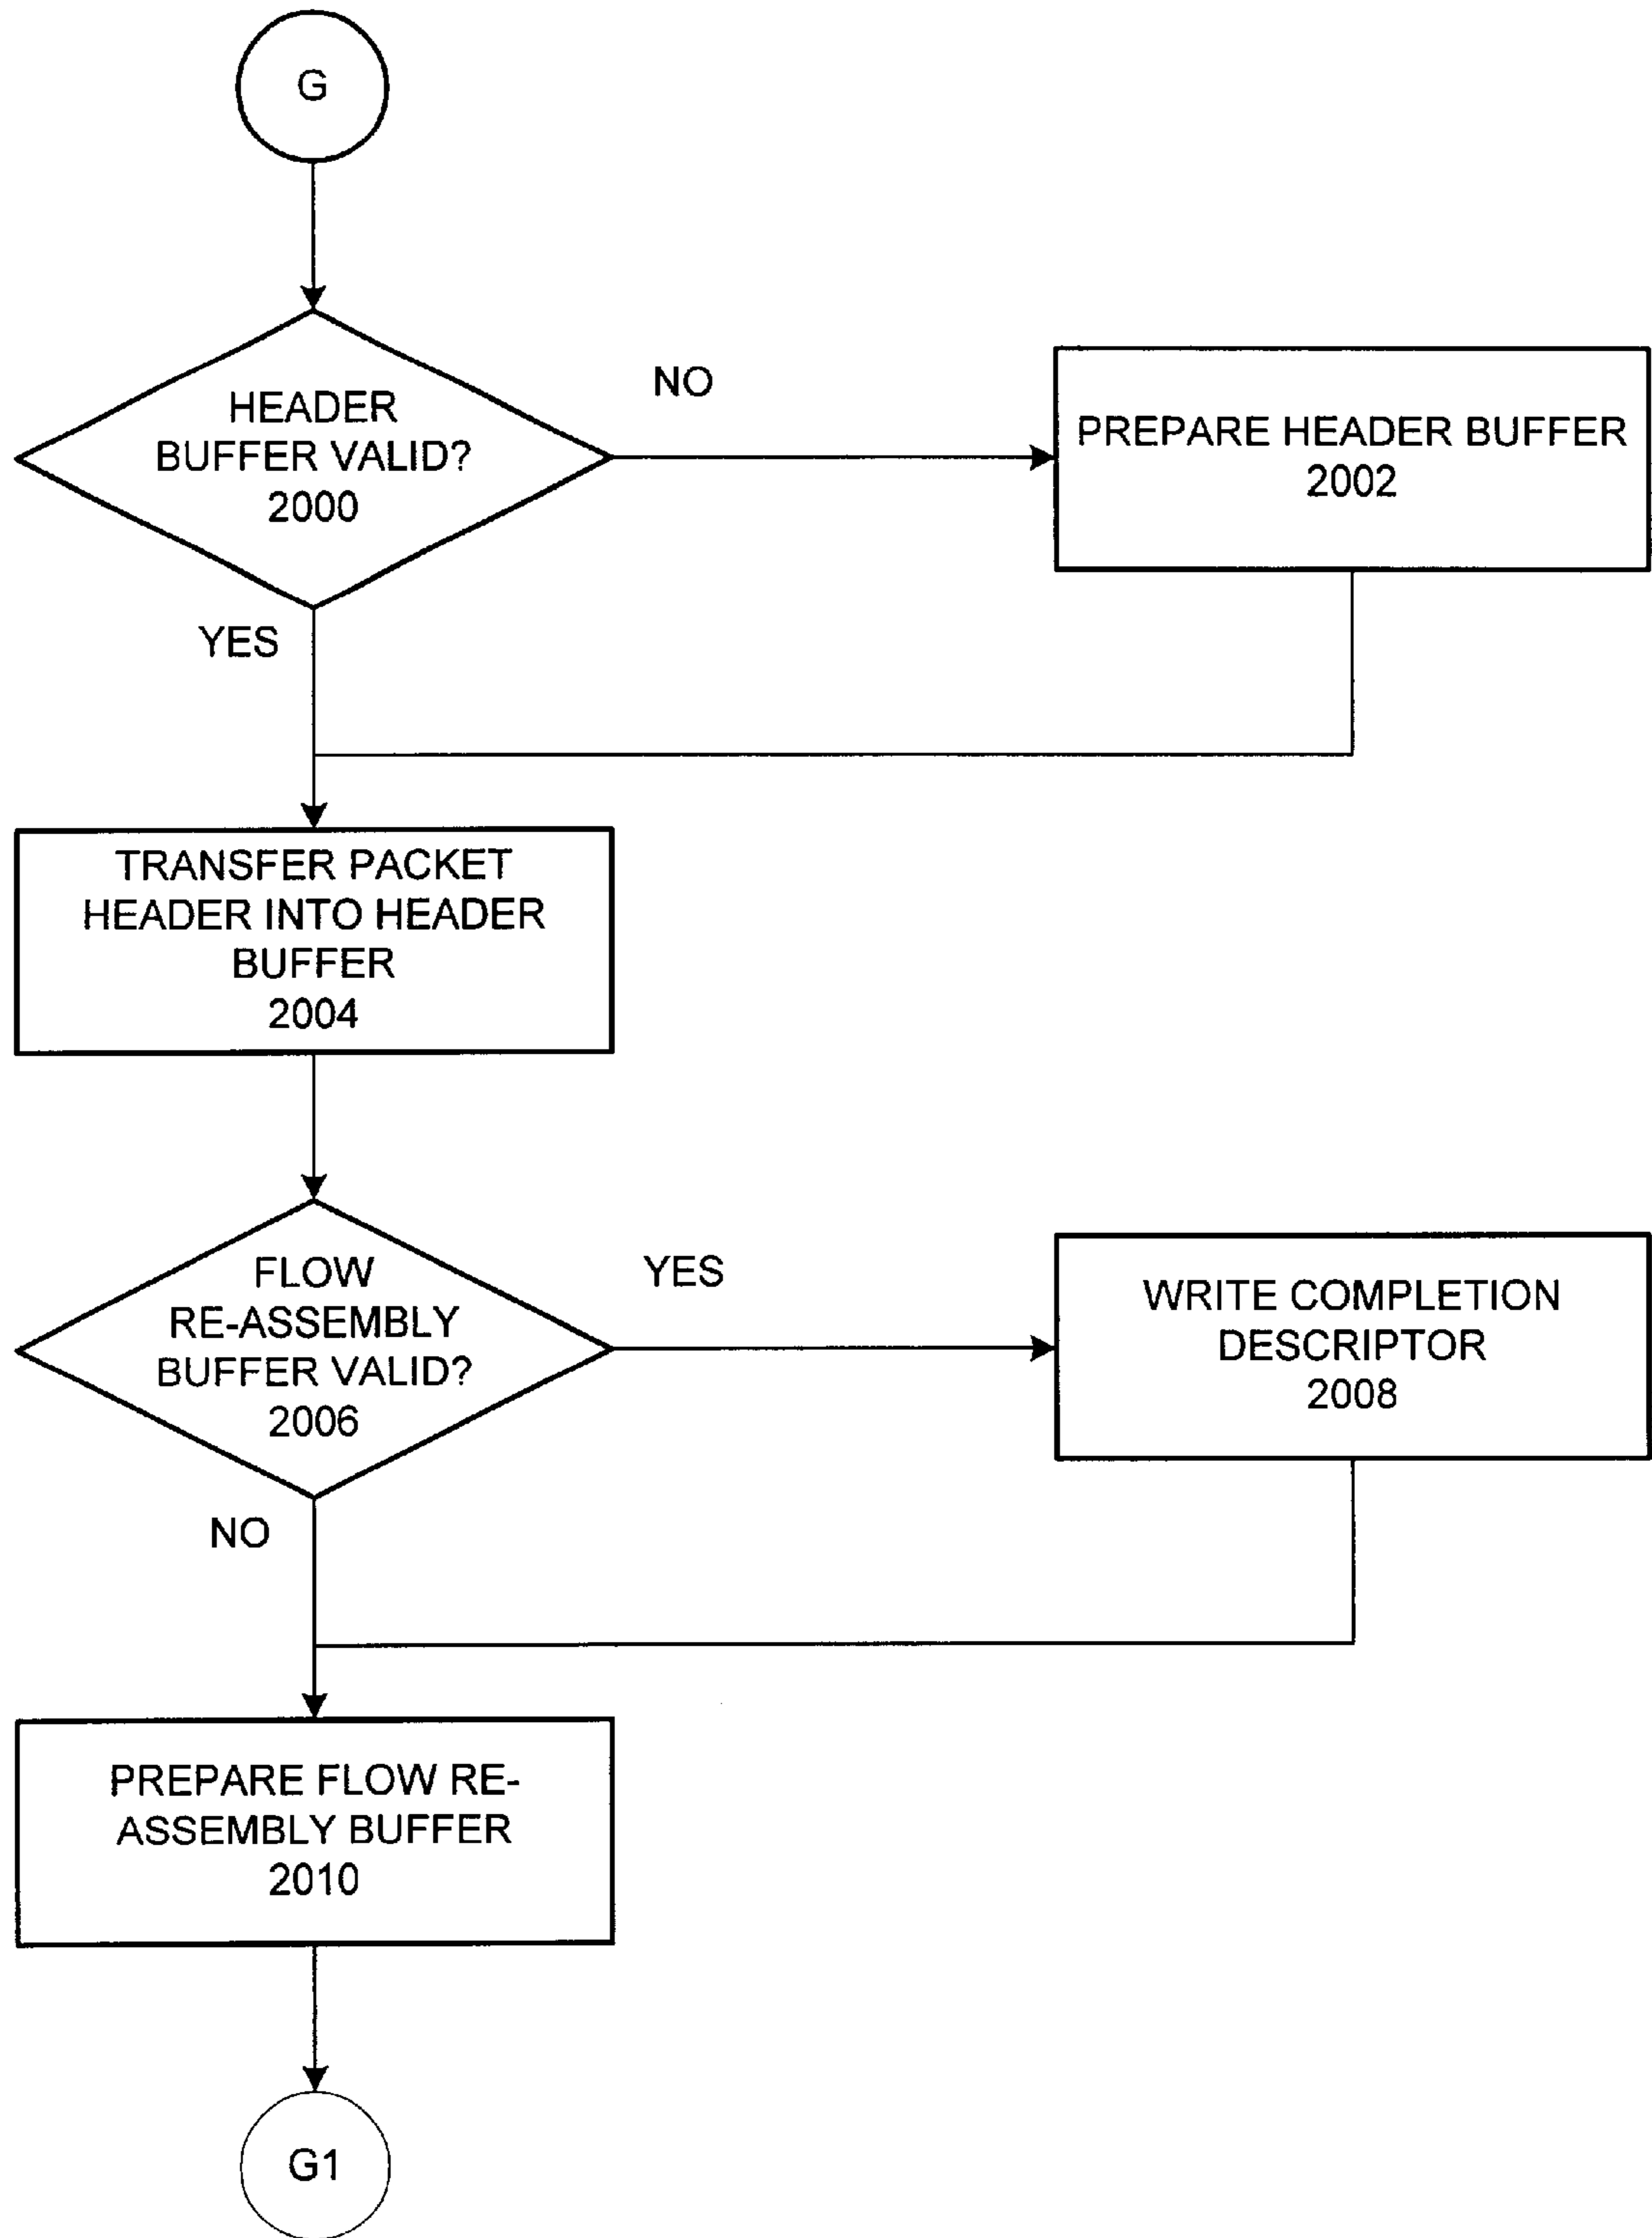 G
HEADER
BUFFER VALID?
2000
NO
PREPARE HEADER BUFFER
2002
YES
TRANSFER PACKET
HEADER INTO HEADER
BUFFER
2004
FLOW
RE-ASSEMBLY
BUFFER VALID?
2006
YES
WRITE COMPLETION
DESCRIPTOR
2008
NO
PREPARE FLOW RE-
ASSEMBLY BUFFER
2010
G1